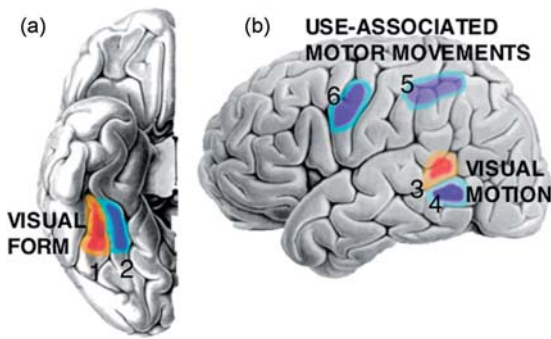 (a)
VISUAL
FORM
1
2
(b)
USE-ASSOCIATED
MOTOR MOVEMENTS
6
5
3
4
VISUAL
MOTION